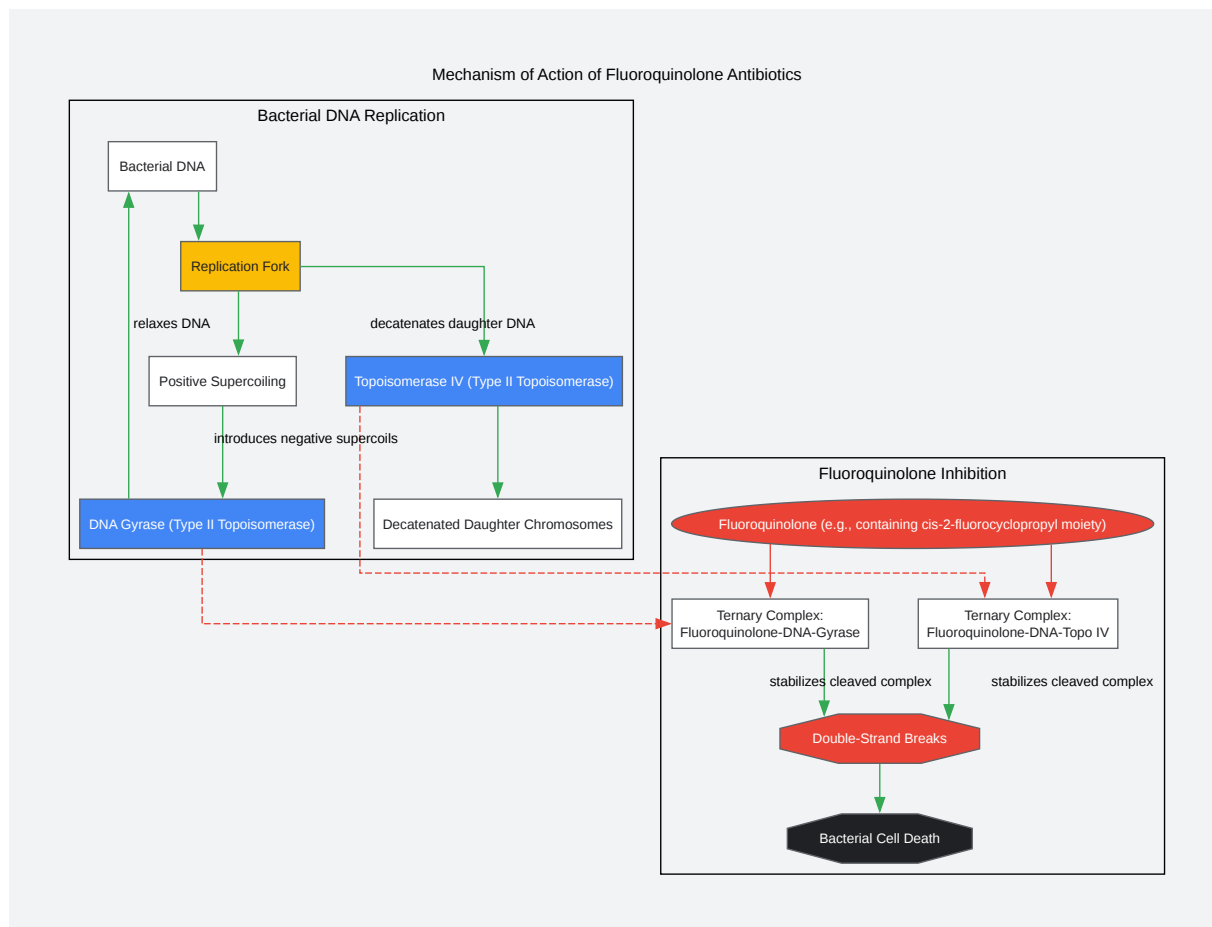 Mechanism of Action of Fluoroquinolone Antibiotics
Bacterial DNA Replication
Bacterial DNA
Replication Fork
relaxes DNA
decatenates daughter DNA
Positive Supercoiling
Topoisomerase IV (Type II Topoisomerase)
introduces negative supercoils
DNA Gyrase (Type II Topoisomerase)
Decatenated Daughter Chromosomes
Fluoroquinolone Inhibition
Fluoroquinolone (e.g., containing cis-2-fluorocyclopropyl moiety)
Ternary Complex:
Fluoroquinolone-DNA-Gyrase
Ternary Complex:
Fluoroquinolone-DNA-Topo IV
stabilizes cleaved complex
stabilizes cleaved complex
Double-Strand Breaks
Bacterial Cell Death